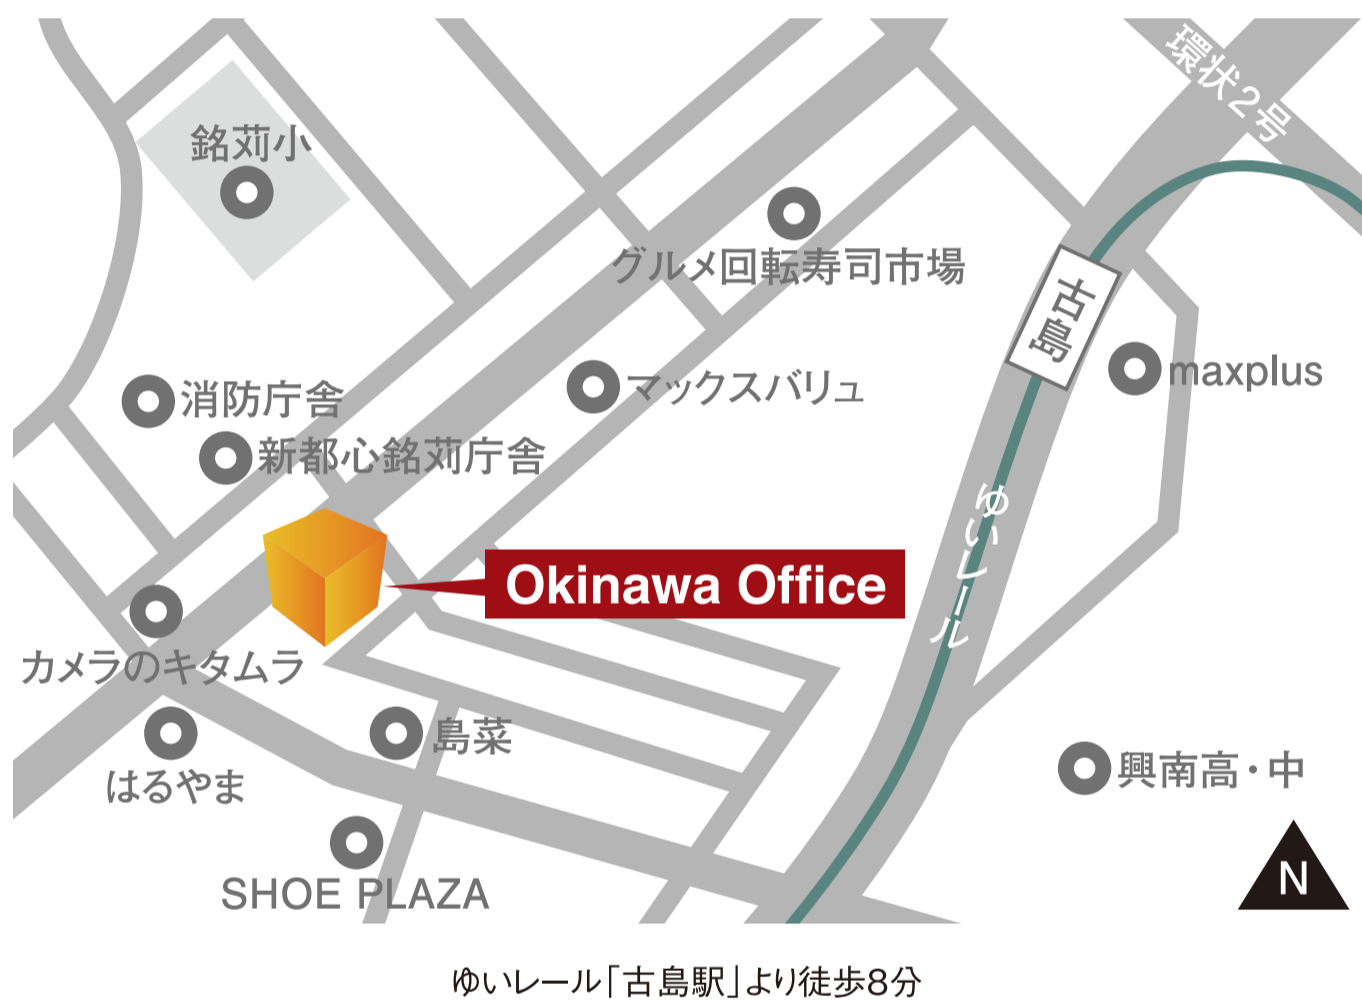 環状2号
銘苅小
グルメ回転寿司市場
古島
maxplus
消防庁舎
マックスバリュ
新都心銘苅庁舎
ゆいレール
Okinawa Office
カメラのキタムラ
島菜
はるやま
興南高・中
SHOE PLAZA
N
ゆいレール「古島駅」より徒歩8分